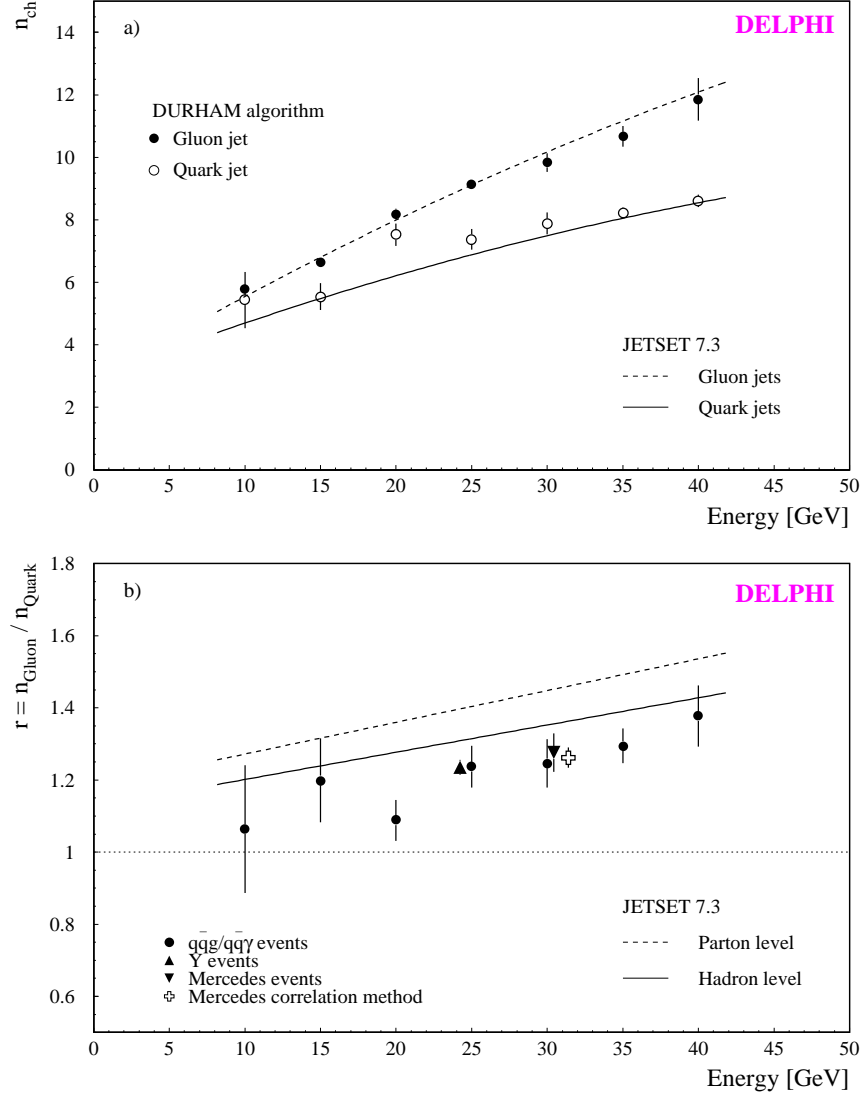 n_ch
a)
DELPHI
DURHAM algorithm
Gluon jet
Quark jet
JETSET 7.3
Gluon jets
Quark jets
14
12
10
8
6
4
2
0
0 5 10 15 20 25 30 35 40 45 50
Energy [GeV]
r = n_Gluon / n_Quark
b)
DELPHI
1.8
1.6
1.4
1.2
1
0.8
0.6
JETSET 7.3
Parton level
Hadron level
qq̄g/qq̄γ events
Y events
Mercedes events
Mercedes correlation method
0 5 10 15 20 25 30 35 40 45 50
Energy [GeV]